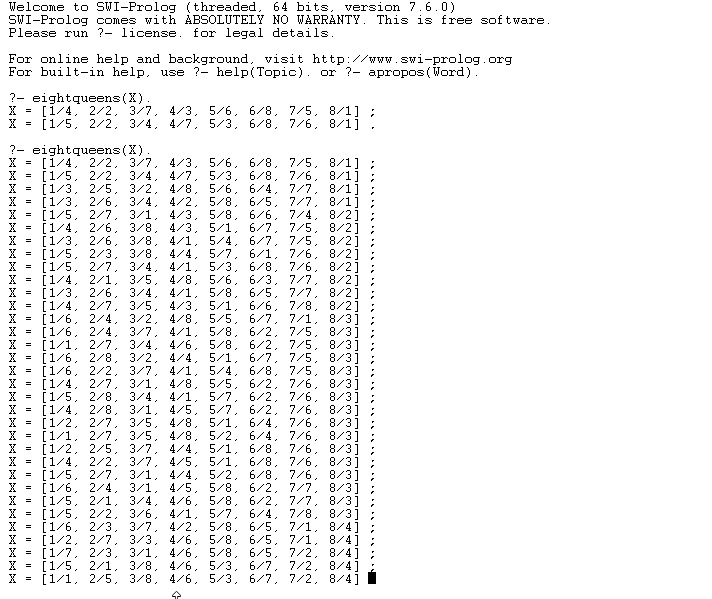 Welcome to SWI-Prolog (threaded, 64 bits, version 7.6.0)
SWI-Prolog comes with ABSOLUTELY NO WARRANTY. This is free software.
Please run ?- license. for legal details.
For online help and background, visit http://www.swi-prolog.org
For built-in help, use ?- help(Topic). or ?- apropos(Word).
?- eightqueens(X).
X = [1/4, 2/2, 3/7, 4/3, 5/6, 6/8, 7/5, 8/1] ;
X = [1/5, 2/2, 3/4, 4/7, 5/3, 6/8, 7/6, 8/1] .
?- eightqueens(X).
X = [1/4, 2/2, 3/7, 4/3, 5/6, 6/8, 7/5, 8/1] ;
X = [1/5, 2/2, 3/4, 4/7, 5/3, 6/8, 7/6, 8/1] ;
X = [1/3, 2/5, 3/2, 4/8, 5/6, 6/4, 7/7, 8/1] ;
X = [1/3, 2/6, 3/4, 4/2, 5/8, 6/5, 7/7, 8/1] ;
X = [1/5, 2/7, 3/1, 4/3, 5/8, 6/6, 7/4, 8/2] ;
X = [1/4, 2/6, 3/8, 4/3, 5/1, 6/7, 7/5, 8/2] ;
X = [1/3, 2/6, 3/8, 4/1, 5/4, 6/7, 7/5, 8/2] ;
X = [1/5, 2/3, 3/8, 4/4, 5/7, 6/1, 7/6, 8/2] ;
X = [1/5, 2/7, 3/4, 4/1, 5/3, 6/8, 7/6, 8/2] ;
X = [1/4, 2/1, 3/5, 4/8, 5/6, 6/3, 7/7, 8/2] ;
X = [1/3, 2/6, 3/4, 4/1, 5/8, 6/5, 7/7, 8/2] ;
X = [1/4, 2/7, 3/5, 4/3, 5/1, 6/6, 7/8, 8/2] ;
X = [1/6, 2/4, 3/2, 4/8, 5/5, 6/7, 7/1, 8/3] ;
X = [1/6, 2/4, 3/7, 4/1, 5/8, 6/2, 7/5, 8/3] ;
X = [1/1, 2/7, 3/4, 4/6, 5/8, 6/2, 7/5, 8/3] ;
X = [1/6, 2/8, 3/2, 4/4, 5/1, 6/7, 7/5, 8/3] ;
X = [1/6, 2/2, 3/7, 4/1, 5/4, 6/8, 7/5, 8/3] ;
X = [1/4, 2/7, 3/1, 4/8, 5/5, 6/2, 7/6, 8/3] ;
X = [1/5, 2/8, 3/4, 4/1, 5/7, 6/2, 7/6, 8/3] ;
X = [1/4, 2/8, 3/1, 4/5, 5/7, 6/2, 7/6, 8/3] ;
X = [1/2, 2/7, 3/5, 4/8, 5/1, 6/4, 7/6, 8/3] ;
X = [1/1, 2/7, 3/5, 4/8, 5/2, 6/4, 7/6, 8/3] ;
X = [1/2, 2/5, 3/7, 4/4, 5/1, 6/8, 7/6, 8/3] ;
X = [1/4, 2/2, 3/7, 4/5, 5/1, 6/8, 7/6, 8/3] ;
X = [1/5, 2/7, 3/1, 4/4, 5/2, 6/8, 7/6, 8/3] ;
X = [1/6, 2/4, 3/1, 4/5, 5/8, 6/2, 7/7, 8/3] ;
X = [1/5, 2/1, 3/4, 4/6, 5/8, 6/2, 7/7, 8/3] ;
X = [1/5, 2/2, 3/6, 4/1, 5/7, 6/4, 7/8, 8/3] ;
X = [1/6, 2/3, 3/7, 4/2, 5/8, 6/5, 7/1, 8/4] ;
X = [1/2, 2/7, 3/3, 4/6, 5/8, 6/5, 7/1, 8/4] ;
X = [1/7, 2/3, 3/1, 4/6, 5/8, 6/5, 7/2, 8/4] ;
X = [1/5, 2/1, 3/8, 4/6, 5/3, 6/7, 7/2, 8/4] ;
X = [1/1, 2/5, 3/8, 4/6, 5/3, 6/7, 7/2, 8/4]